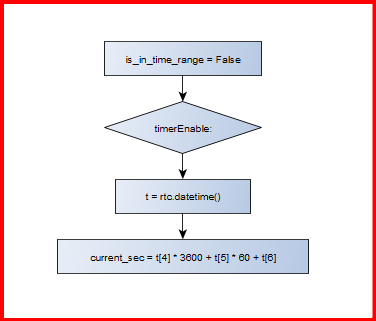 is_in_time_range = False
timerEnable:
t = rtc.datetime()
current_sec = t[4] * 3600 + t[5] * 60 + t[6]